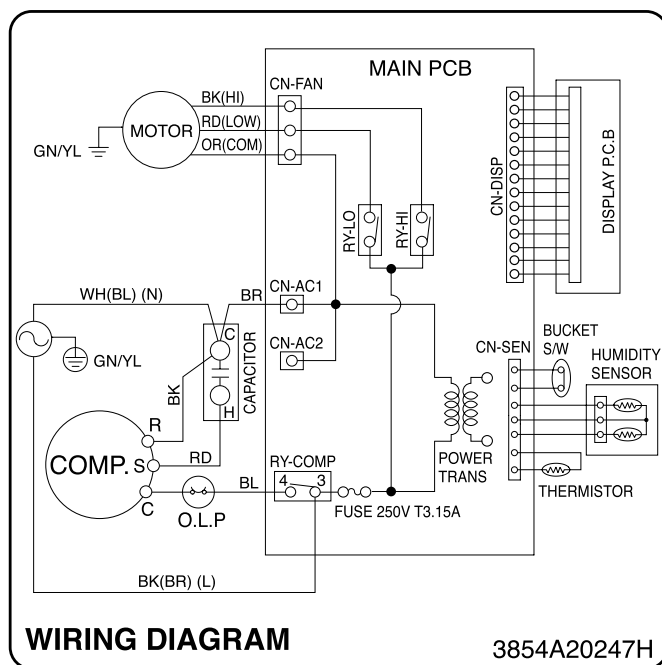 MAIN PCB
CN-FAN
BK(HI)
MOTOR
RD(LOW)
OR(COM)
GN/YL
CN-DISP
DISPLAY P.C.B
RY-LO
RY-HI
WH(BL) (N)
BR
CN-AC1
C
GN/YL
CAPACITOR
CN-AC2
CN-SEN
BUCKET
S/W
HUMIDITY
SENSOR
BK
H
R
COMP.
S
RD
POWER
TRANS
RY-COMP
4 3
BL
C
O.L.P
FUSE 250V T3.15A
THERMISTOR
BK(BR) (L)
WIRING DIAGRAM
3854A20247H